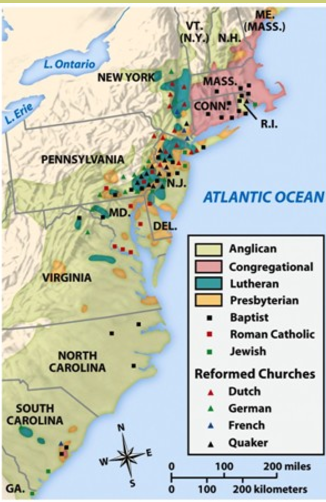 ME.
(MASS.)
VT.
(N.Y.)
N.H.
L. Ontario
NEW YORK
MASS.
L. Erie
CONN.
R.I.
PENNSYLVANIA
N.J.
ATLANTIC OCEAN
MD.
DEL.
VIRGINIA
NORTH
CAROLINA
SOUTH
CAROLINA
GA.
Anglican
Congregational
Lutheran
Presbyterian
Baptist
Roman Catholic
Jewish
Reformed Churches
Dutch
German
French
Quaker
N
W
E
S
0 100 200 miles
0 100 200 kilometers